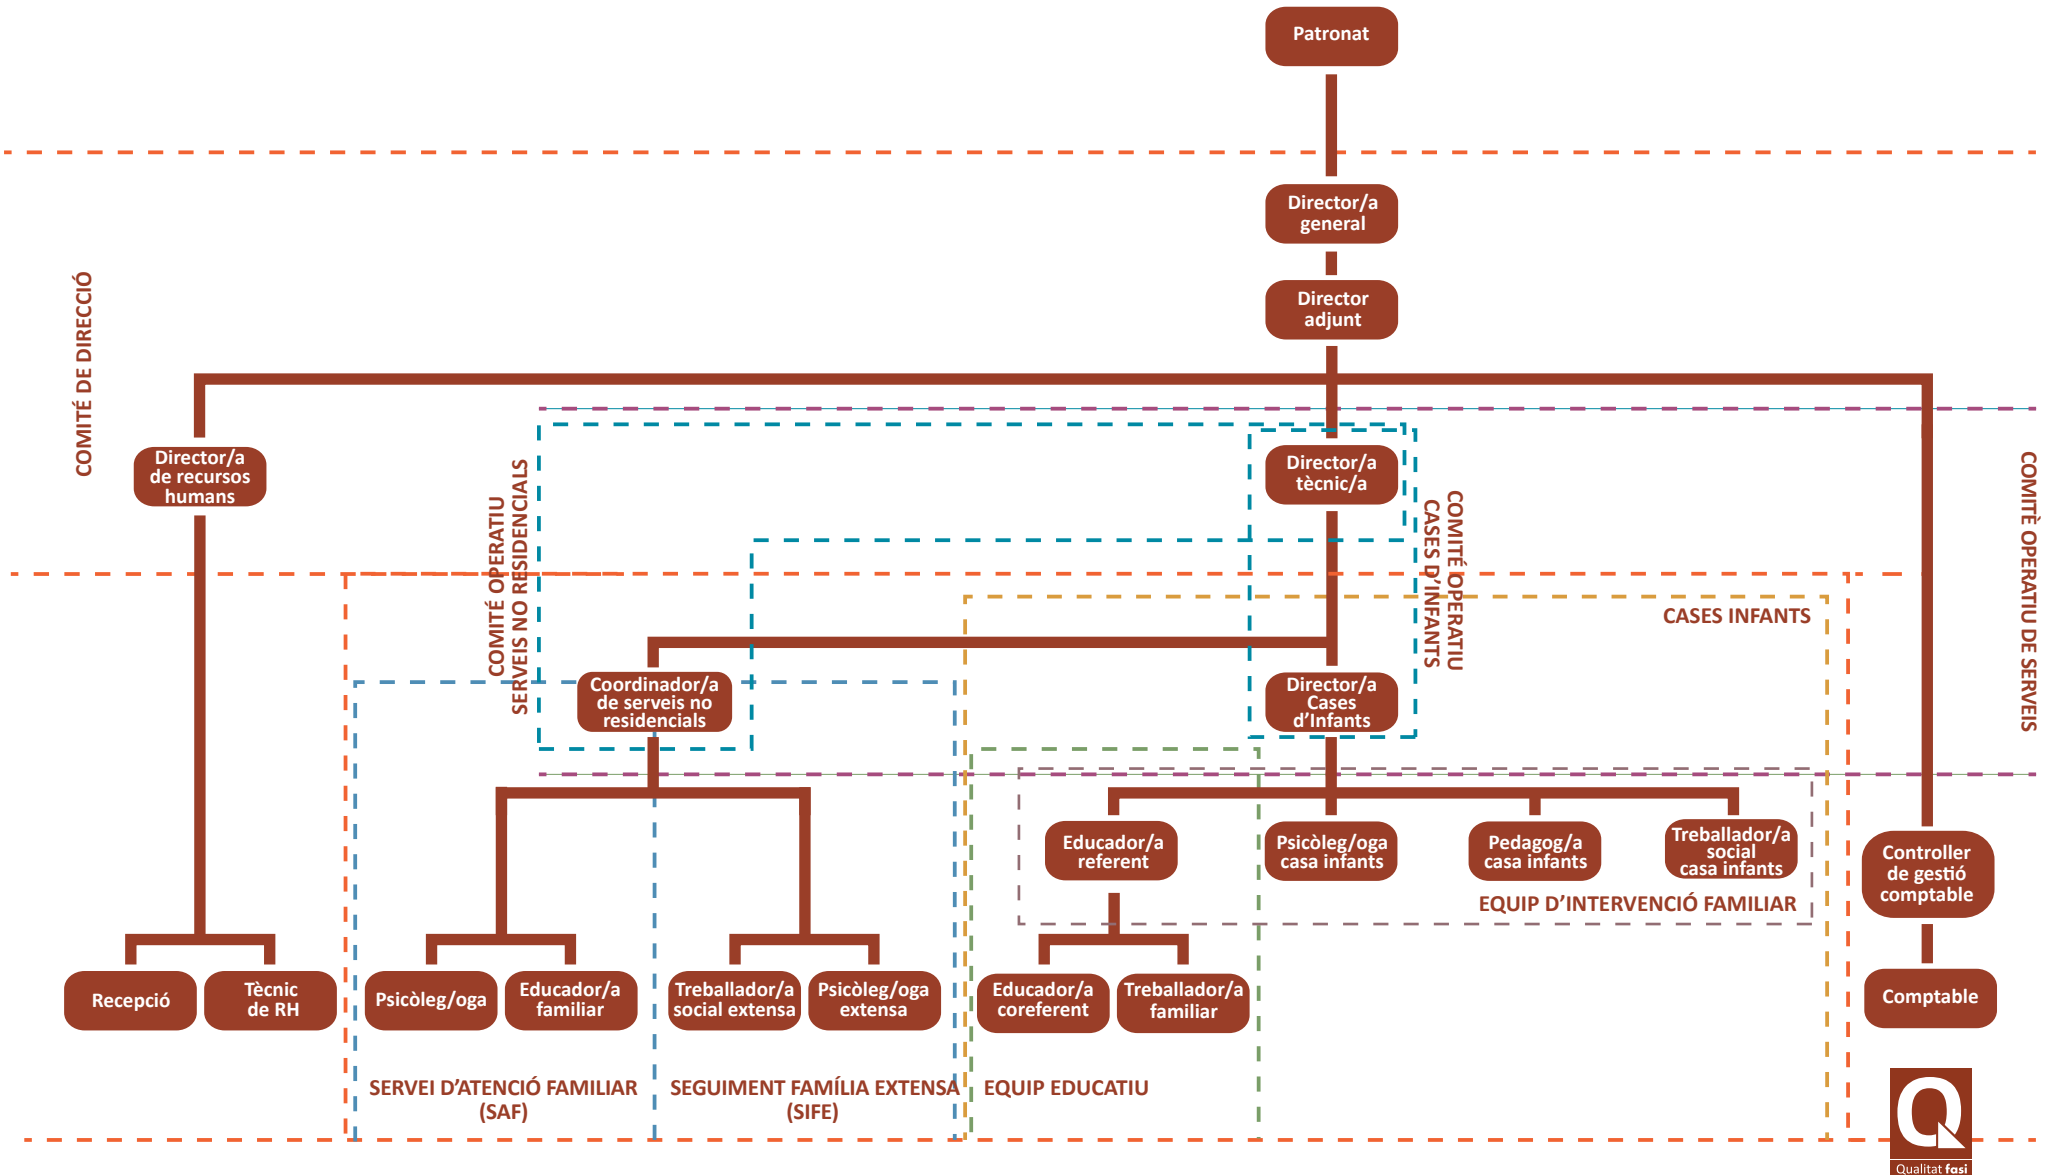 Patronat
Director/a
general
Director
adjunt
COMITÉ DE DIRECCIÓ
Director/a
de recursos
humans
COMITÉ OPERATIU
SERVEIS NO RESIDENCIALS
Director/a
tècnic/a
COMITÉ OPERATIU
CASES D'INFANTS
COMITÈ OPERATIU DE SERVEIS
CASES INFANTS
Coordinador/a
de serveis no
residencials
Director/a
Cases
d'Infants
Educador/a
referent
Psicòleg/oga
casa infants
Pedagog/a
casa infants
Treballador/a
social
casa infants
Controller
de gestió
comptable
EQUIP D'INTERVENCIÓ FAMILIAR
Recepció
Tècnic
de RH
Psicòleg/oga
Educador/a
familiar
Treballador/a
social extensa
Psicòleg/oga
extensa
Educador/a
coreferent
Treballador/a
familiar
Comptable
SERVEI D'ATENCIÓ FAMILIAR
(SAF)
SEGUIMENT FAMÍLIA EXTENSA
(SIFE)
EQUIP EDUCATIU
Q
Qualitat fasi